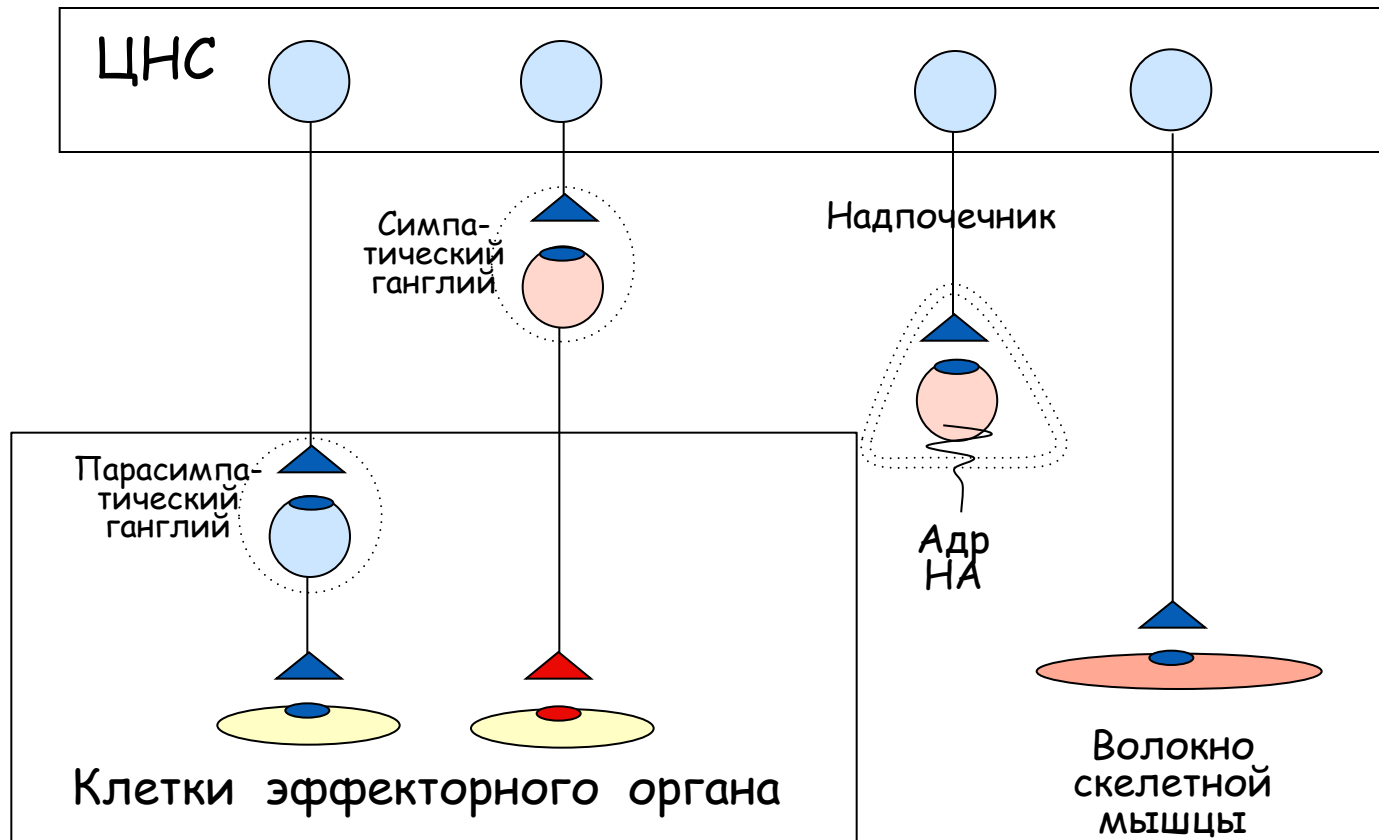 ЦНС
Симпа-
тический
ганглий
Надпочечник
Парасимпа-
тический
ганглий
Адр
НА
Волокно
скелетной
мышцы
Клетки эффекторного органа